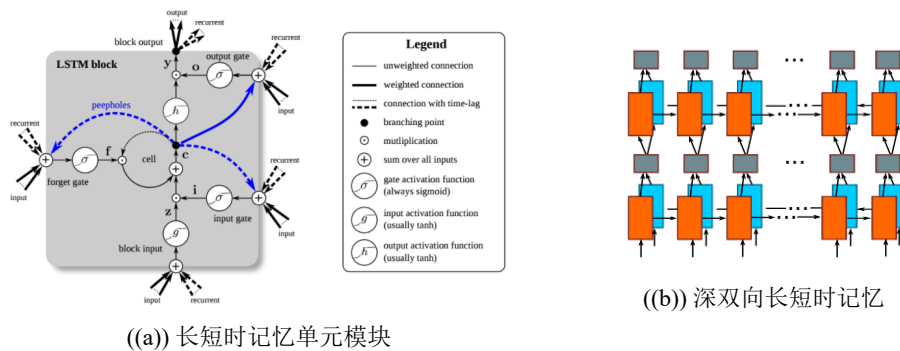 output
recurrent
block output
LSTM block
y
o
output gate
σ
recurrent
input
h
peepholes
recurrent
f
cell
c
σ
forget gate
input
recurrent
i
σ
input gate
z
input
g
block input
input
recurrent
Legend
unweighted connection
weighted connection
connection with time-lag
branching point
mutliplication
sum over all inputs
σ
gate activation function
(always sigmoid)
g
input activation function
(usually tanh)
h
output activation function
(usually tanh)
((a)) 长短时记忆单元模块
((b)) 深双向长短时记忆